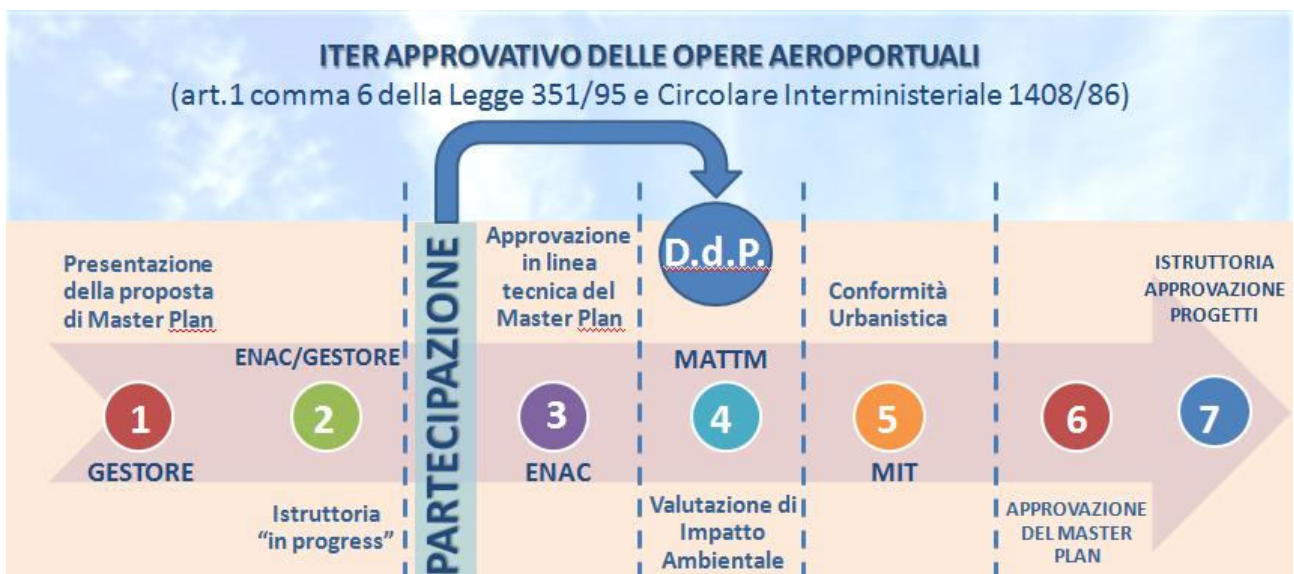 ITER APPROVATIVO DELLE OPERE AEROPORTUALI
(art.1 comma 6 della Legge 351/95 e Circolare Interministeriale 1408/86)
Presentazione
della proposta
di Master Plan
1
GESTORE
ENAC/GESTORE
2
Istruttoria
“in progress”
PARTECIPAZIONE
Approvazione
in linea
tecnica del
Master Plan
3
ENAC
D.d.P.
MATTM
4
Valutazione di
Impatto
Ambientale
Conformità
Urbanistica
5
MIT
6
APPROVAZIONE
DEL MASTER
PLAN
ISTRUTTORIA
APPROVAZIONE
PROGETTI
7